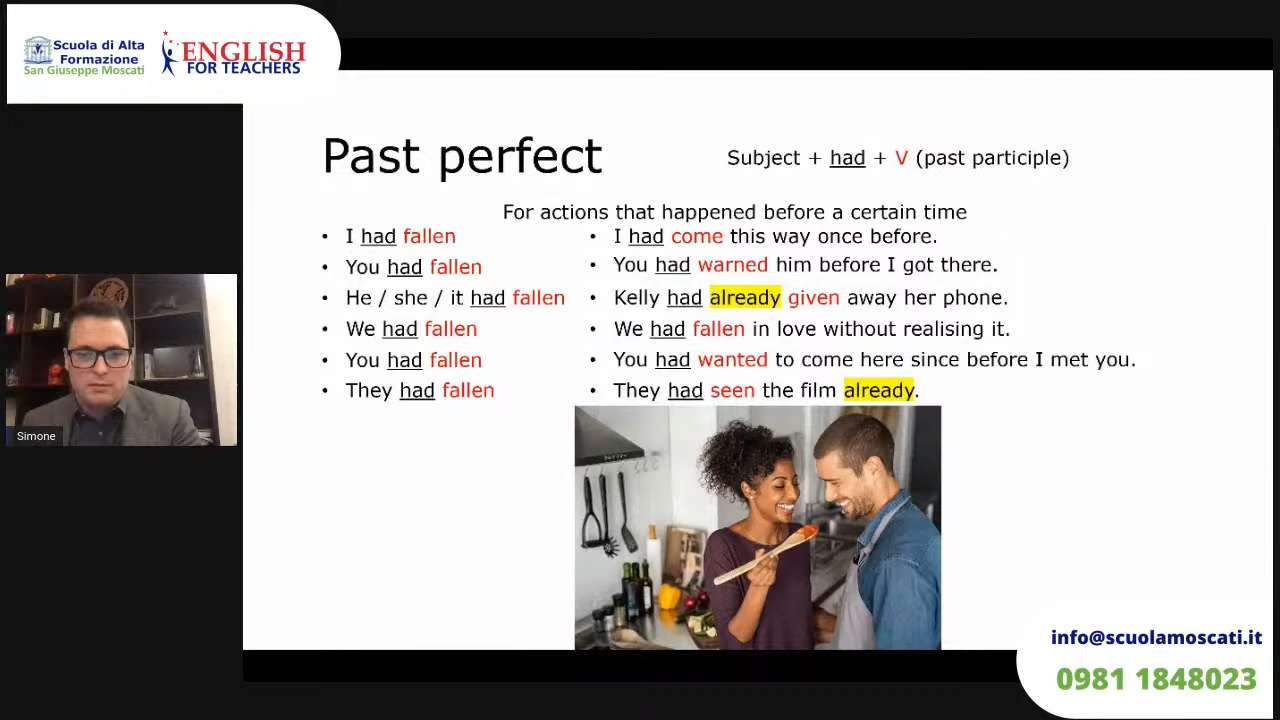 Scuola di Alta
Formazione
San Giuseppe Moscati
ENGLISH
FOR TEACHERS
Past perfect
Subject + had + V (past participle)
For actions that happened before a certain time
• I had fallen
• You had fallen
• He / she / it had fallen
• We had fallen
• You had fallen
• They had fallen
• I had come this way once before.
• You had warned him before I got there.
• Kelly had already given away her phone.
• We had fallen in love without realising it.
• You had wanted to come here since before I met you.
• They had seen the film already.
Simone
info@scuolamoscati.it
0981 1848023